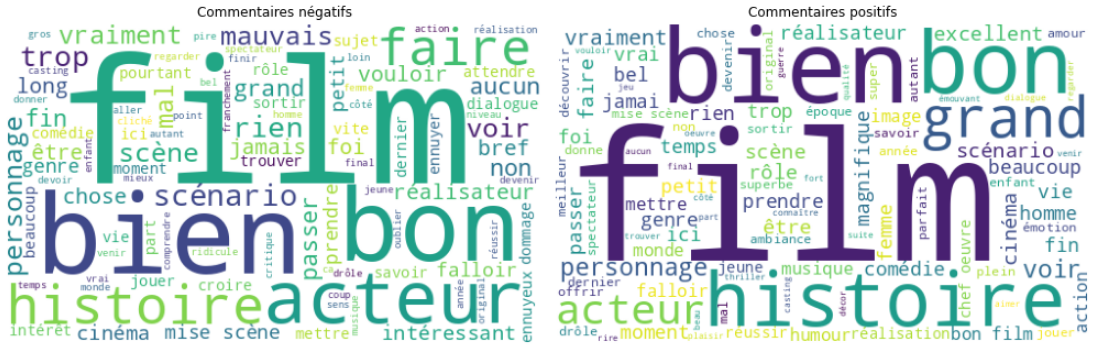 Commentaires négatifs
gros
vraiment
pire
mauvais
sujet
action
réalisation
faire
trop
regarder
finir
spectateur
loin
casting
pourtant
bel
rôle
petit
vouloir
attendre
long
mal
grand
franchement
aucun
donner
aller
point
sortir
homme
femme
côté
dialogue
niveau
fin
cliché
autant
rien
film
foi
vite
dernier
ennuyer
voir
comédie
ici
jamais
être
enfant
scène
donne
bref
genre
moment
trouver
final
non
devoir
mieux
devenir
personnage
beaucoup
chose
scénario
passer
prendre
jeune
réalisateur
bien
bon
oublier
réussir
vie
part
comprendre
venir
ridicule
critique
vrai
monde
jouer
croire
drôle
ça
savoir
falloir
temps
histoire
acteur
coup
sens
musique
année
original
intérêt
cinéma
mise scène
mettre
intéressant
ennuyeux dommage
Commentaires positifs
vraiment
vouloir
chose
réalisateur
excellent
amour
découvrir
faire
vrai
bien
devenir
original
guerre
qualité
super
autant
bon
bel
jeu
émouvant
dialogue
regarder
jamais
mise scène
rien
trop
époque
image
grand
non
oeuvre
sortir
savoir
foi
temps
aucun
donne
film
scène
magnifique
année
scénario
venir
meilleur
final
rôle
beaucoup
petit
côté
superbe
fort
enfant
mettre
prendre
parfait
vie
passer
spectateur
genre
part
connaître
homme
trouver
ici
être
suite
femme
cinéma
émotion
monde
ambiance
fin
personnage
jeune
musique
comédie
voir
dernier
thriller
plein
offrir
falloir
casting
décor
chef oeuvre
action
acteur
mal
histoire
aimer
drôle
rire
moment
beau
plaisir
réussir
humour
réalisation
bon film
jouer